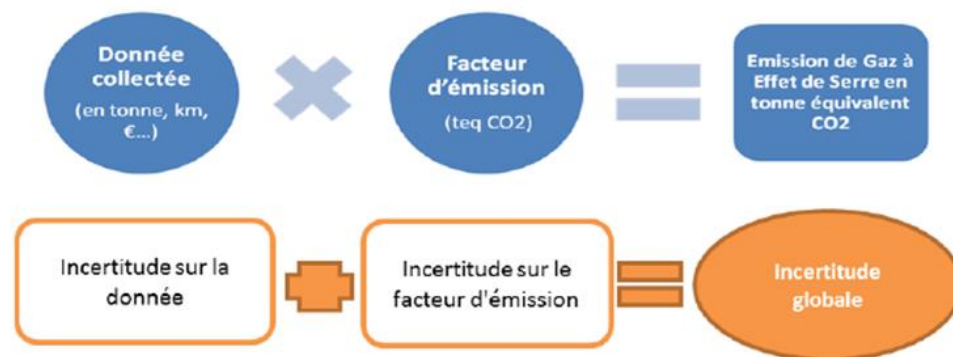 Donnée
collectée
(en tonne, km,
€...)
Facteur
d'émission
(teq CO2)
Emission de Gaz à
Effet de Serre en
tonne équivalent
CO2
Incertitude sur la
donnée
Incertitude sur le
facteur d'émission
Incertitude
globale